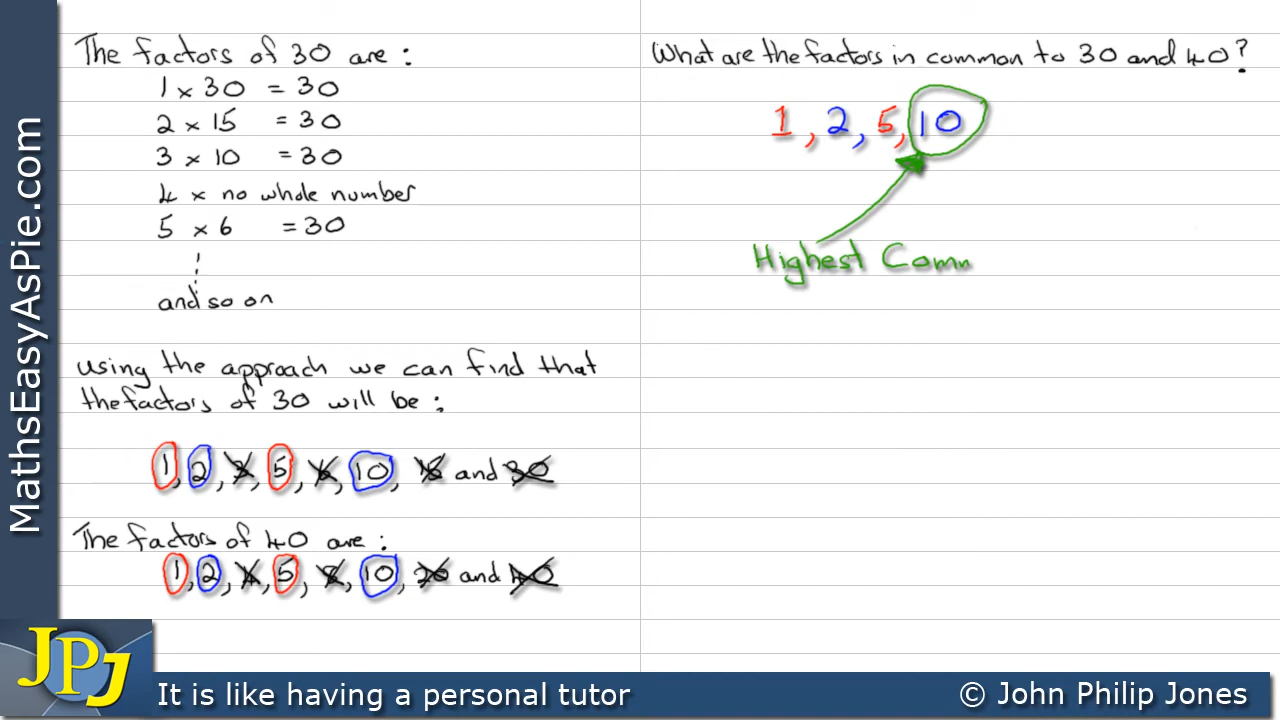 The factors of 30 are :
1 x 30 = 30
2 x 15 = 30
3 x 10 = 30
4 x no whole number
5 x 6 = 30
and so on
using the approach we can find that
the factors of 30 will be :
1, 2, 3, 5, 6, 10, 15 and 30
The factors of 40 are :
1, 2, 4, 5, 8, 10, 20 and 40
What are the factors in common to 30 and 40?
1, 2, 5, 10
Highest Comm
MathsEasyAsPie.com
JPJ
It is like having a personal tutor
© John Philip Jones